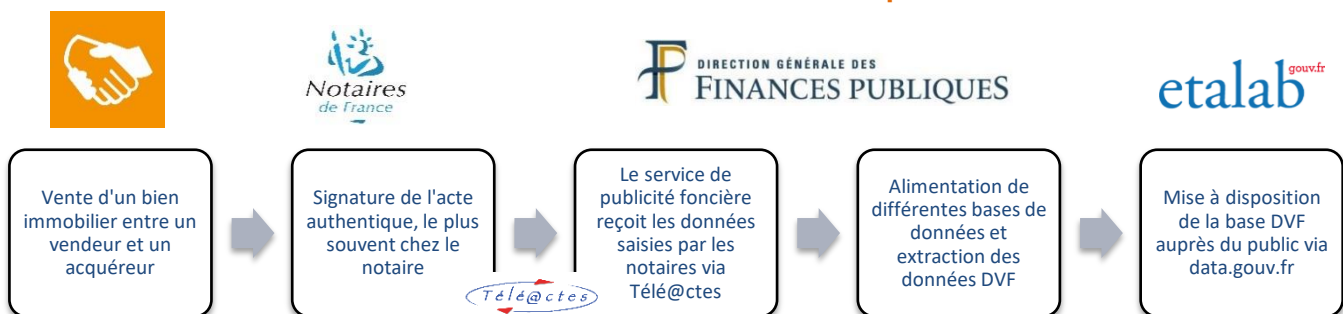 Notaires
de France
DIRECTION GÉNÉRALE DES
FINANCES PUBLIQUES
etalab
gouv.fr
Vente d'un bien
immobilier entre un
vendeur et un
acquéreur
Signature de l'acte
authentique, le plus
souvent chez le
notaire
Le service de
publicité foncière
reçoit les données
saisies par les
notaires via
Télé@ctes
Alimentation de
différentes bases de
données et
extraction des
données DVF
Mise à disposition
de la base DVF
auprès du public via
data.gouv.fr
Télé@ctes